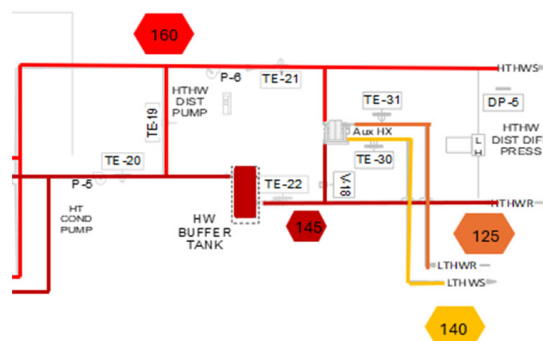 160
HTHWS
P-6
TE-21
HTHW
DIST
PUMP
TE-31
DP-5
TE-19
Aux HX
L
H
HTHW
DIST DIF
PRESS
TE-20
TE-30
P-5
TE-22
V-18
HT
COND
PUMP
HW
BUFFER
TANK
145
HTHWR
125
LTHWR
LTHWS
140